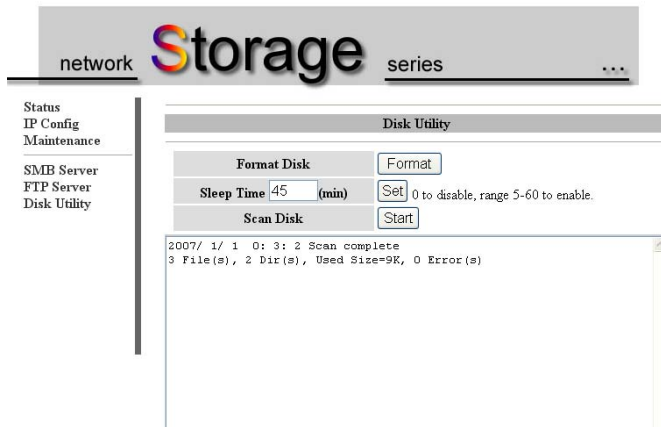 network Storage series ...
Status
IP Config
Maintenance
SMB Server
FTP Server
Disk Utility
Disk Utility
Format Disk Format
Sleep Time 45 (min) Set 0 to disable, range 5-60 to enable.
Scan Disk Start
2007/ 1/ 1 0: 3: 2 Scan complete
3 File(s), 2 Dir(s), Used Size=9K, 0 Error(s)